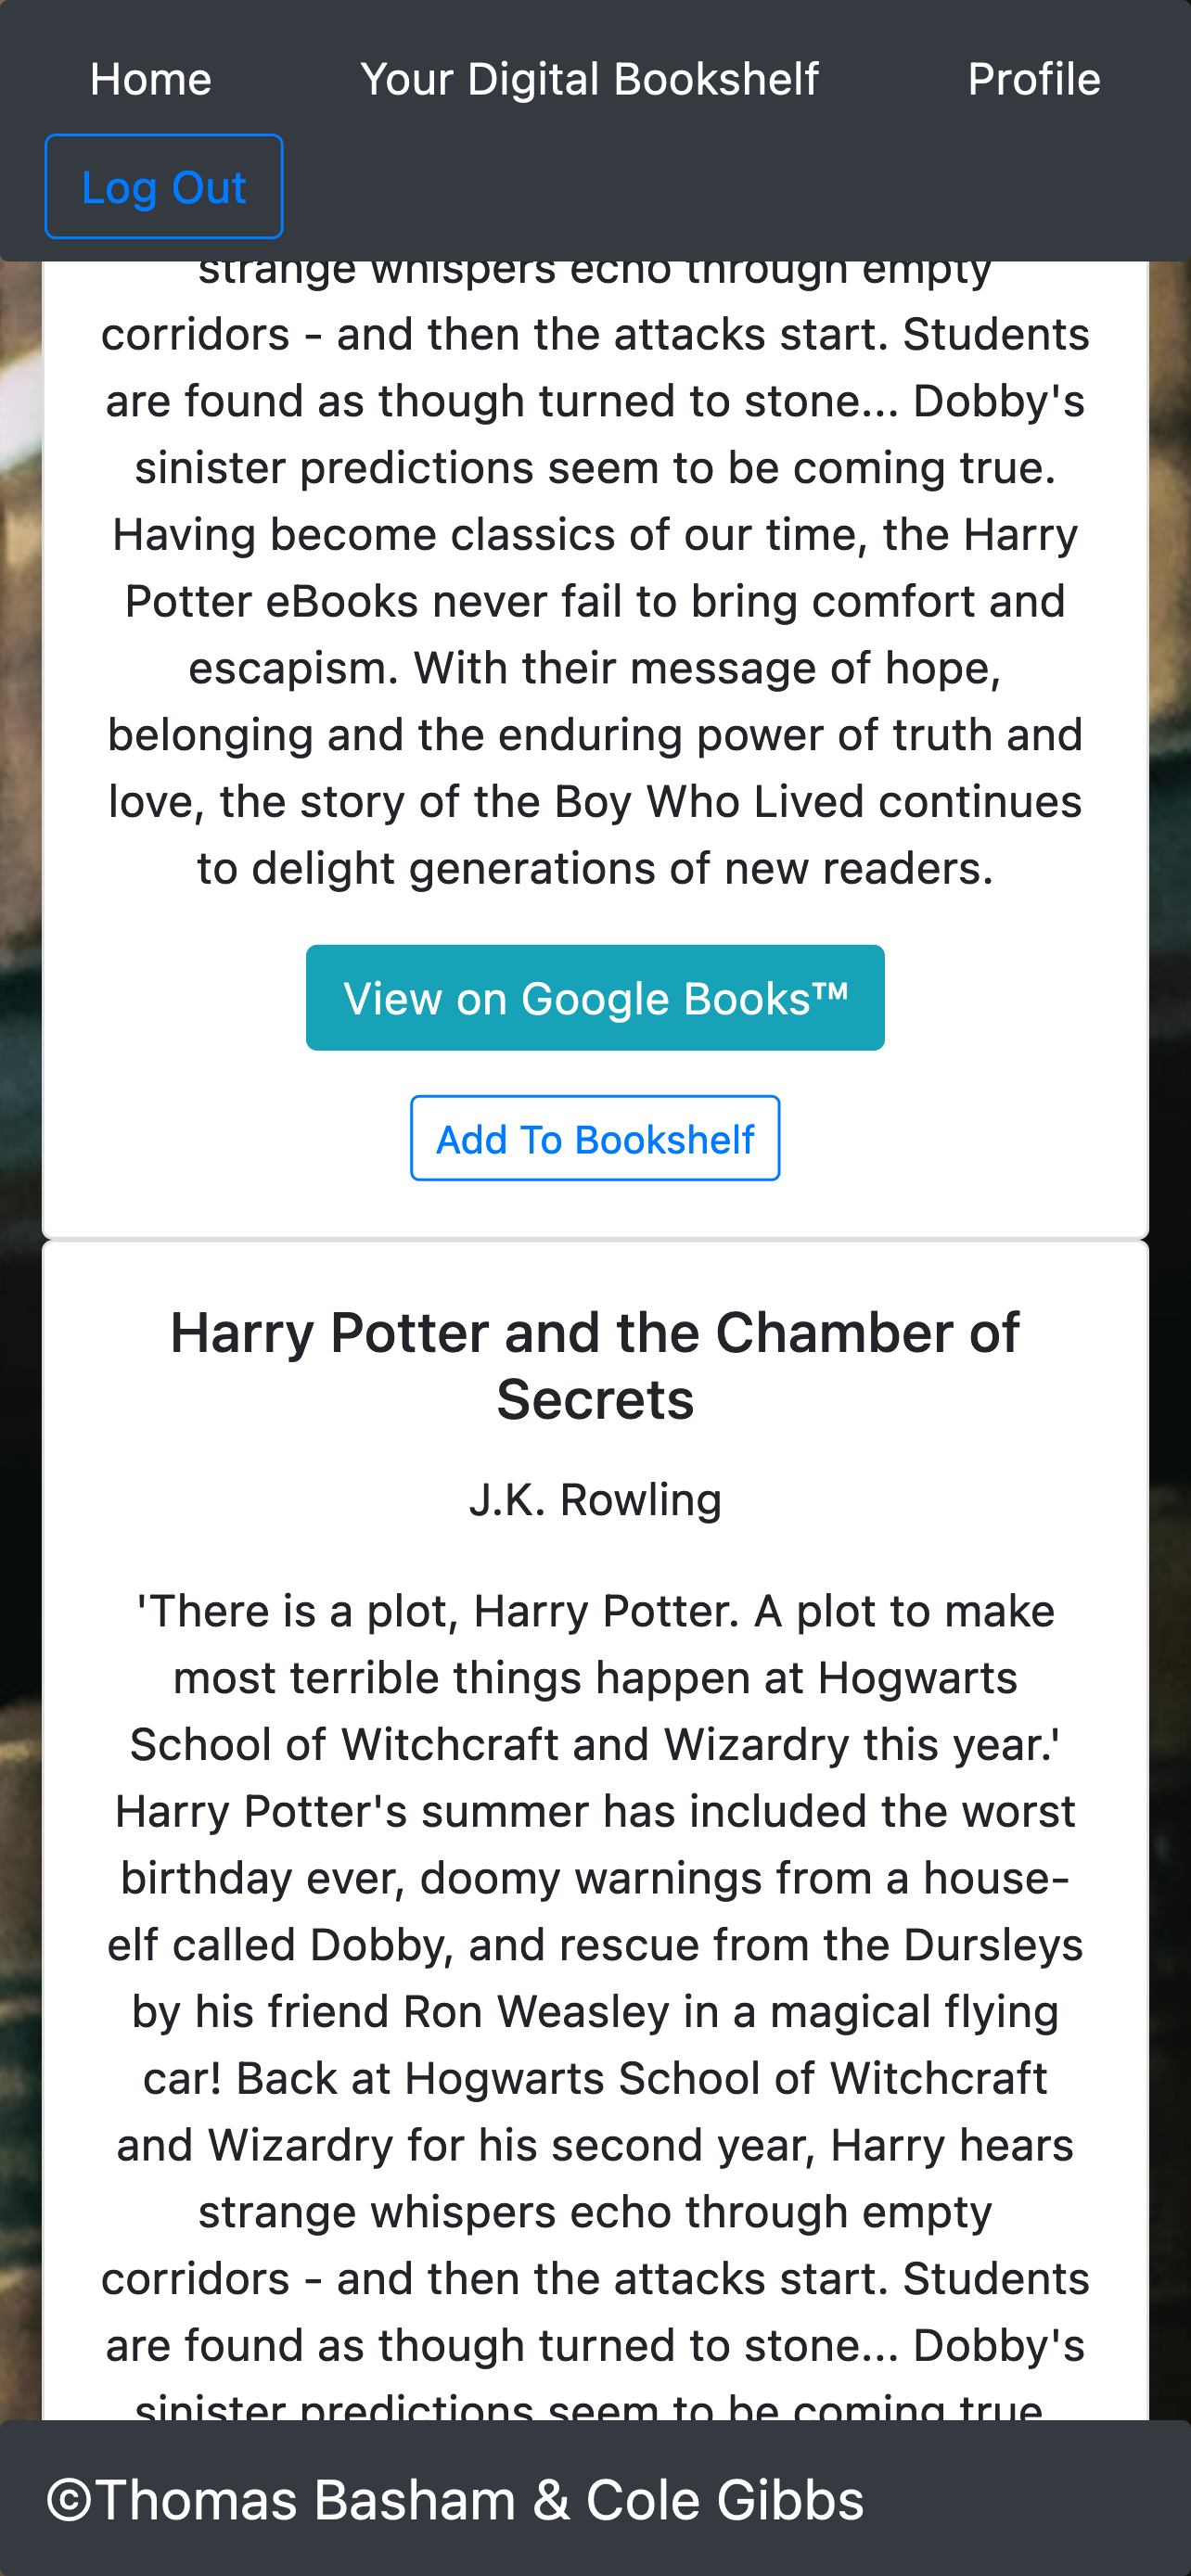 Home Your Digital Bookshelf Profile
Log Out
strange whispers echo through empty
corridors - and then the attacks start. Students
are found as though turned to stone... Dobby's
sinister predictions seem to be coming true.
Having become classics of our time, the Harry
Potter eBooks never fail to bring comfort and
escapism. With their message of hope,
belonging and the enduring power of truth and
love, the story of the Boy Who Lived continues
to delight generations of new readers.
View on Google Books™
Add To Bookshelf
Harry Potter and the Chamber of
Secrets
J.K. Rowling
'There is a plot, Harry Potter. A plot to make
most terrible things happen at Hogwarts
School of Witchcraft and Wizardry this year.'
Harry Potter's summer has included the worst
birthday ever, doomy warnings from a house-
elf called Dobby, and rescue from the Dursleys
by his friend Ron Weasley in a magical flying
car! Back at Hogwarts School of Witchcraft
and Wizardry for his second year, Harry hears
strange whispers echo through empty
corridors - and then the attacks start. Students
are found as though turned to stone... Dobby's
sinister predictions seem to be coming true
©Thomas Basham & Cole Gibbs